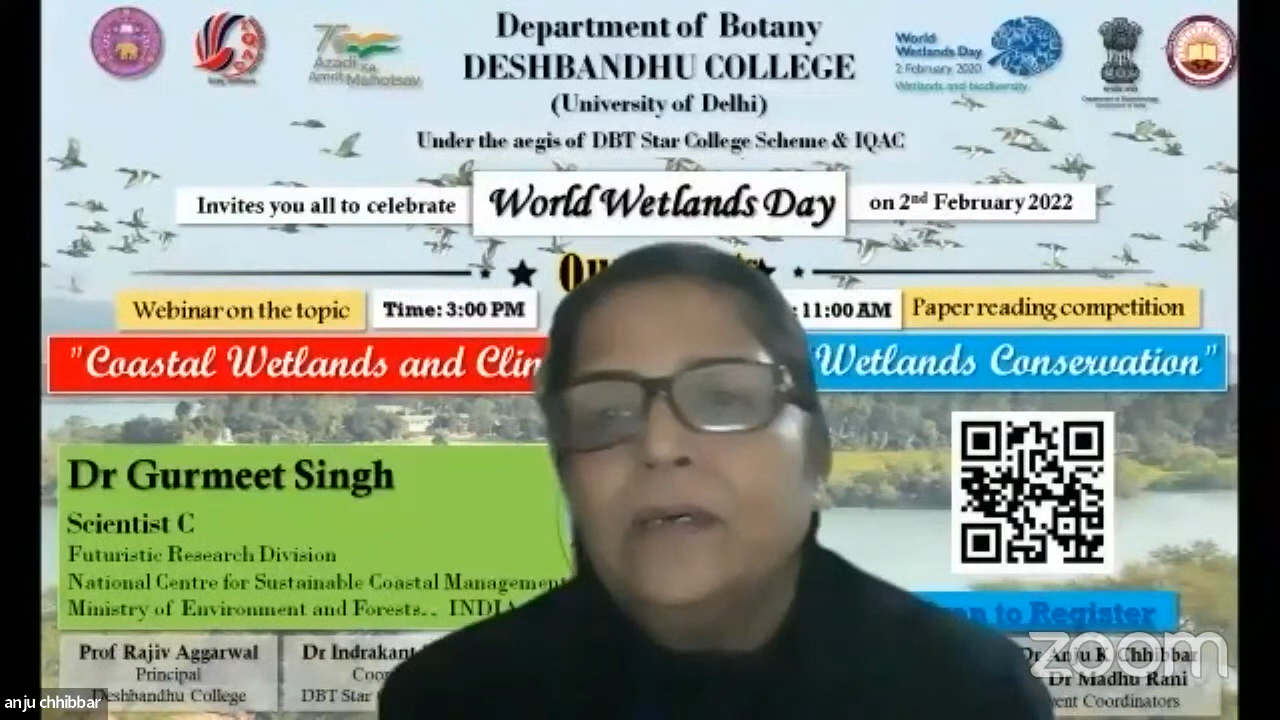 Department of Botany
DESHBANDHU COLLEGE
(University of Delhi)
Under the aegis of DBT Star College Scheme & IQAC
75
Azadi Ka
Amrit Mahotsav
World
Wetlands Day
2 February 2020
Wetlands and biodiversity
Invites you all to celebrate World Wetlands Day on 2nd February 2022
Webinar on the topic Time: 3:00 PM : 11:00 AM Paper reading competition
"Coastal Wetlands and Clim Wetlands Conservation"
Dr Gurmeet Singh
Scientist C
Futuristic Research Division
National Centre for Sustainable Coastal Management
Ministry of Environment and Forests.. INDIA
an to Register
Prof Rajiv Aggarwal
Principal
Deshbandhu College
Dr Indrakant
Coor
DBT Star
Dr Anju K Chhibbar
Dr Madhu Rani
ent Coordinators
zoom
anju chhibbar